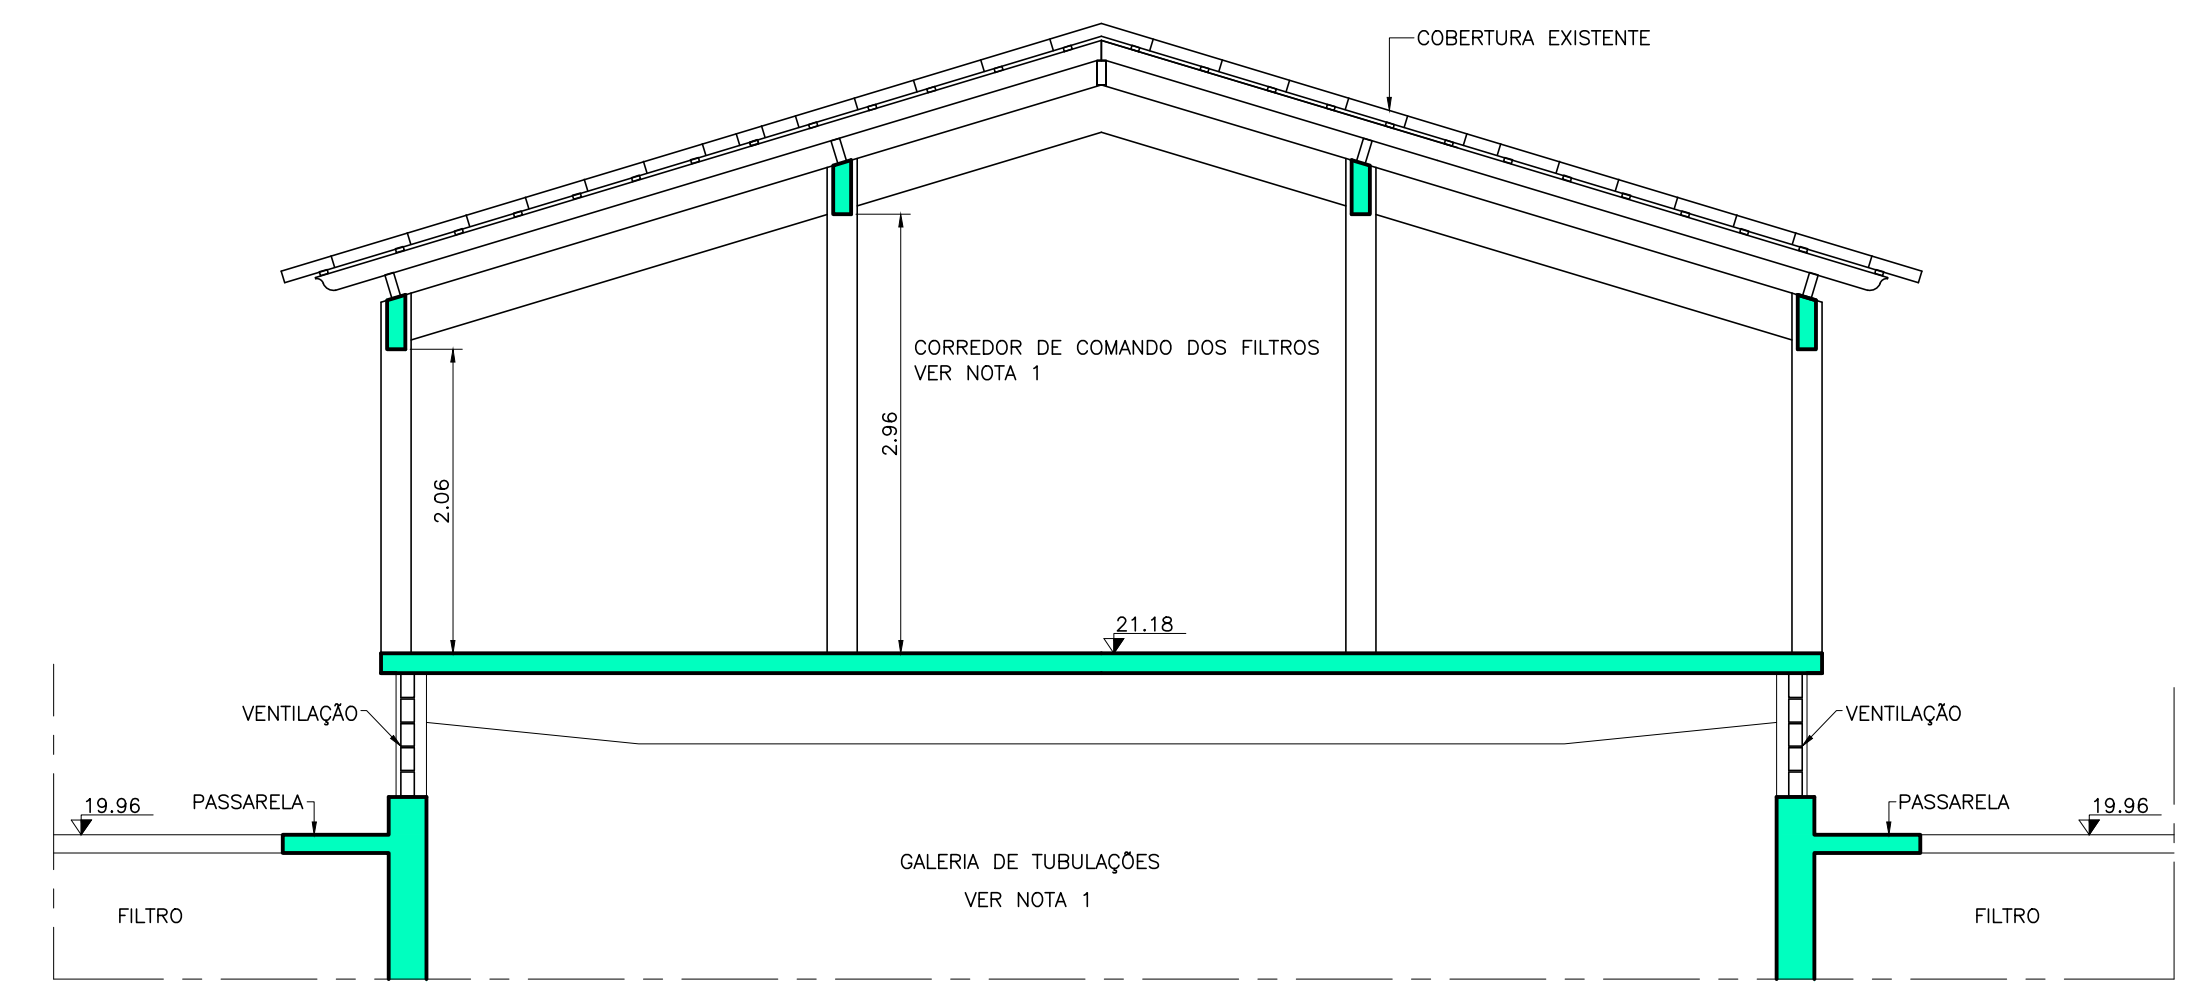 COBERTURA EXISTENTE
CORREDOR DE COMANDO DOS FILTROS
VER NOTA 1
2.96
2.06
21.18
VENTILAÇÃO
VENTILAÇÃO
19.96
PASSARELA
PASSARELA
19.96
GALERIA DE TUBULAÇÕES
VER NOTA 1
FILTRO
FILTRO